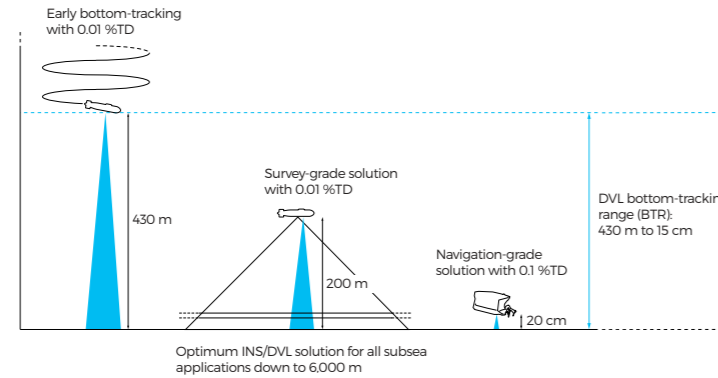 Early bottom-tracking
with 0.01 %TD
430 m
Survey-grade solution
with 0.01 %TD
200 m
Navigation-grade
solution with 0.1 %TD
20 cm
DVL bottom-trackin
range (BTR):
430 m to 15 cm
Optimum INS/DVL solution for all subsea
applications down to 6,000 m